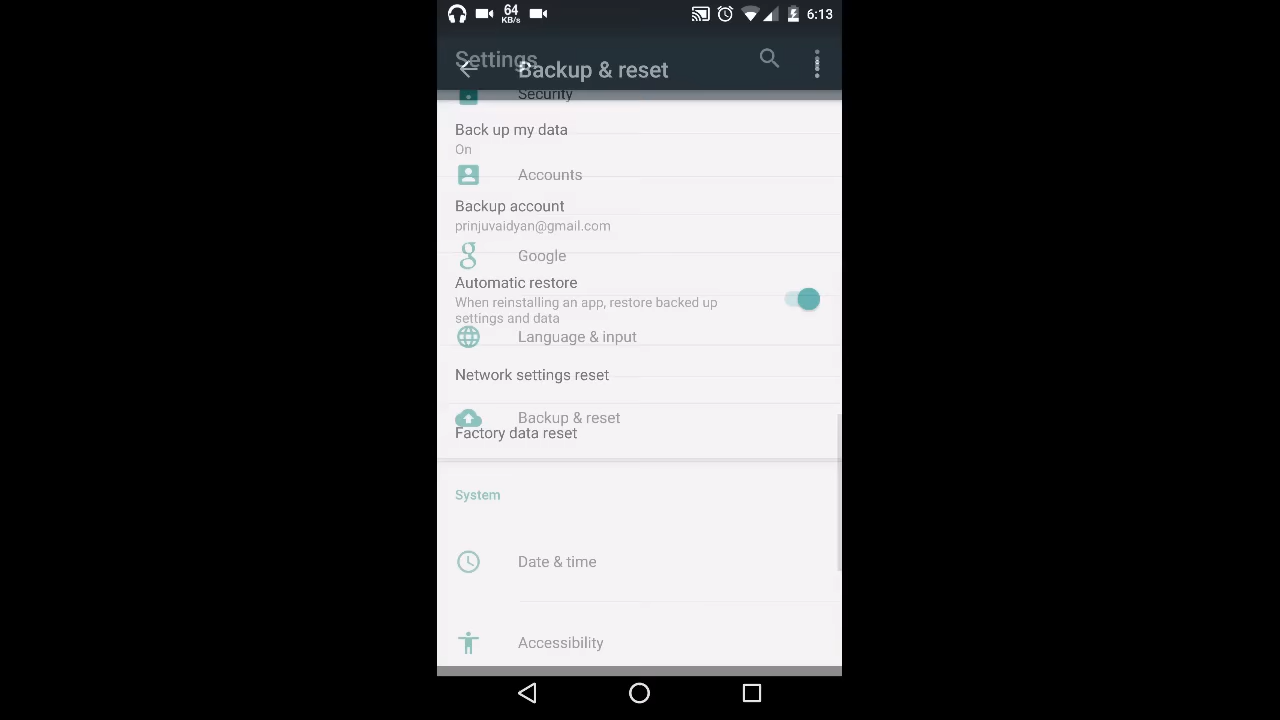 64
KB/s
6:13
Settings
Backup & reset
Security
Back up my data
On
Accounts
Backup account
prinjuvaidyan@gmail.com
Google
Automatic restore
When reinstalling an app, restore backed up
settings and data
Language & input
Network settings reset
Backup & reset
Factory data reset
System
Date & time
Accessibility